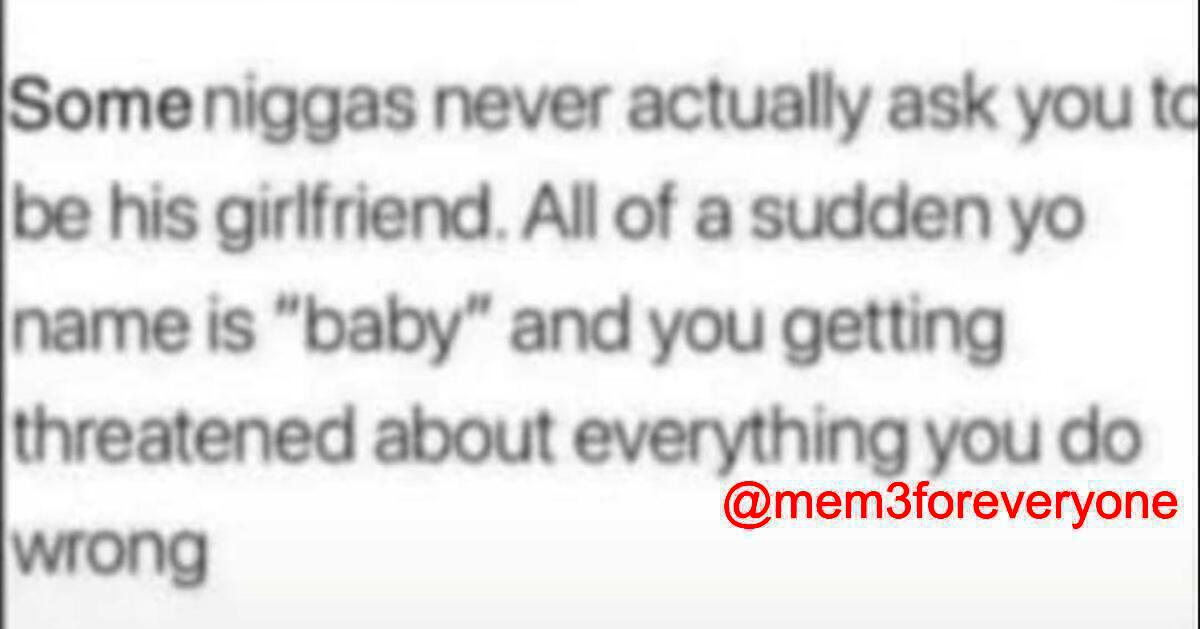 Some niggas never actually ask you to
be his girlfriend. All of a sudden yo
name is "baby" and you getting
threatened about everything you do
wrong
@mem3foreveryone